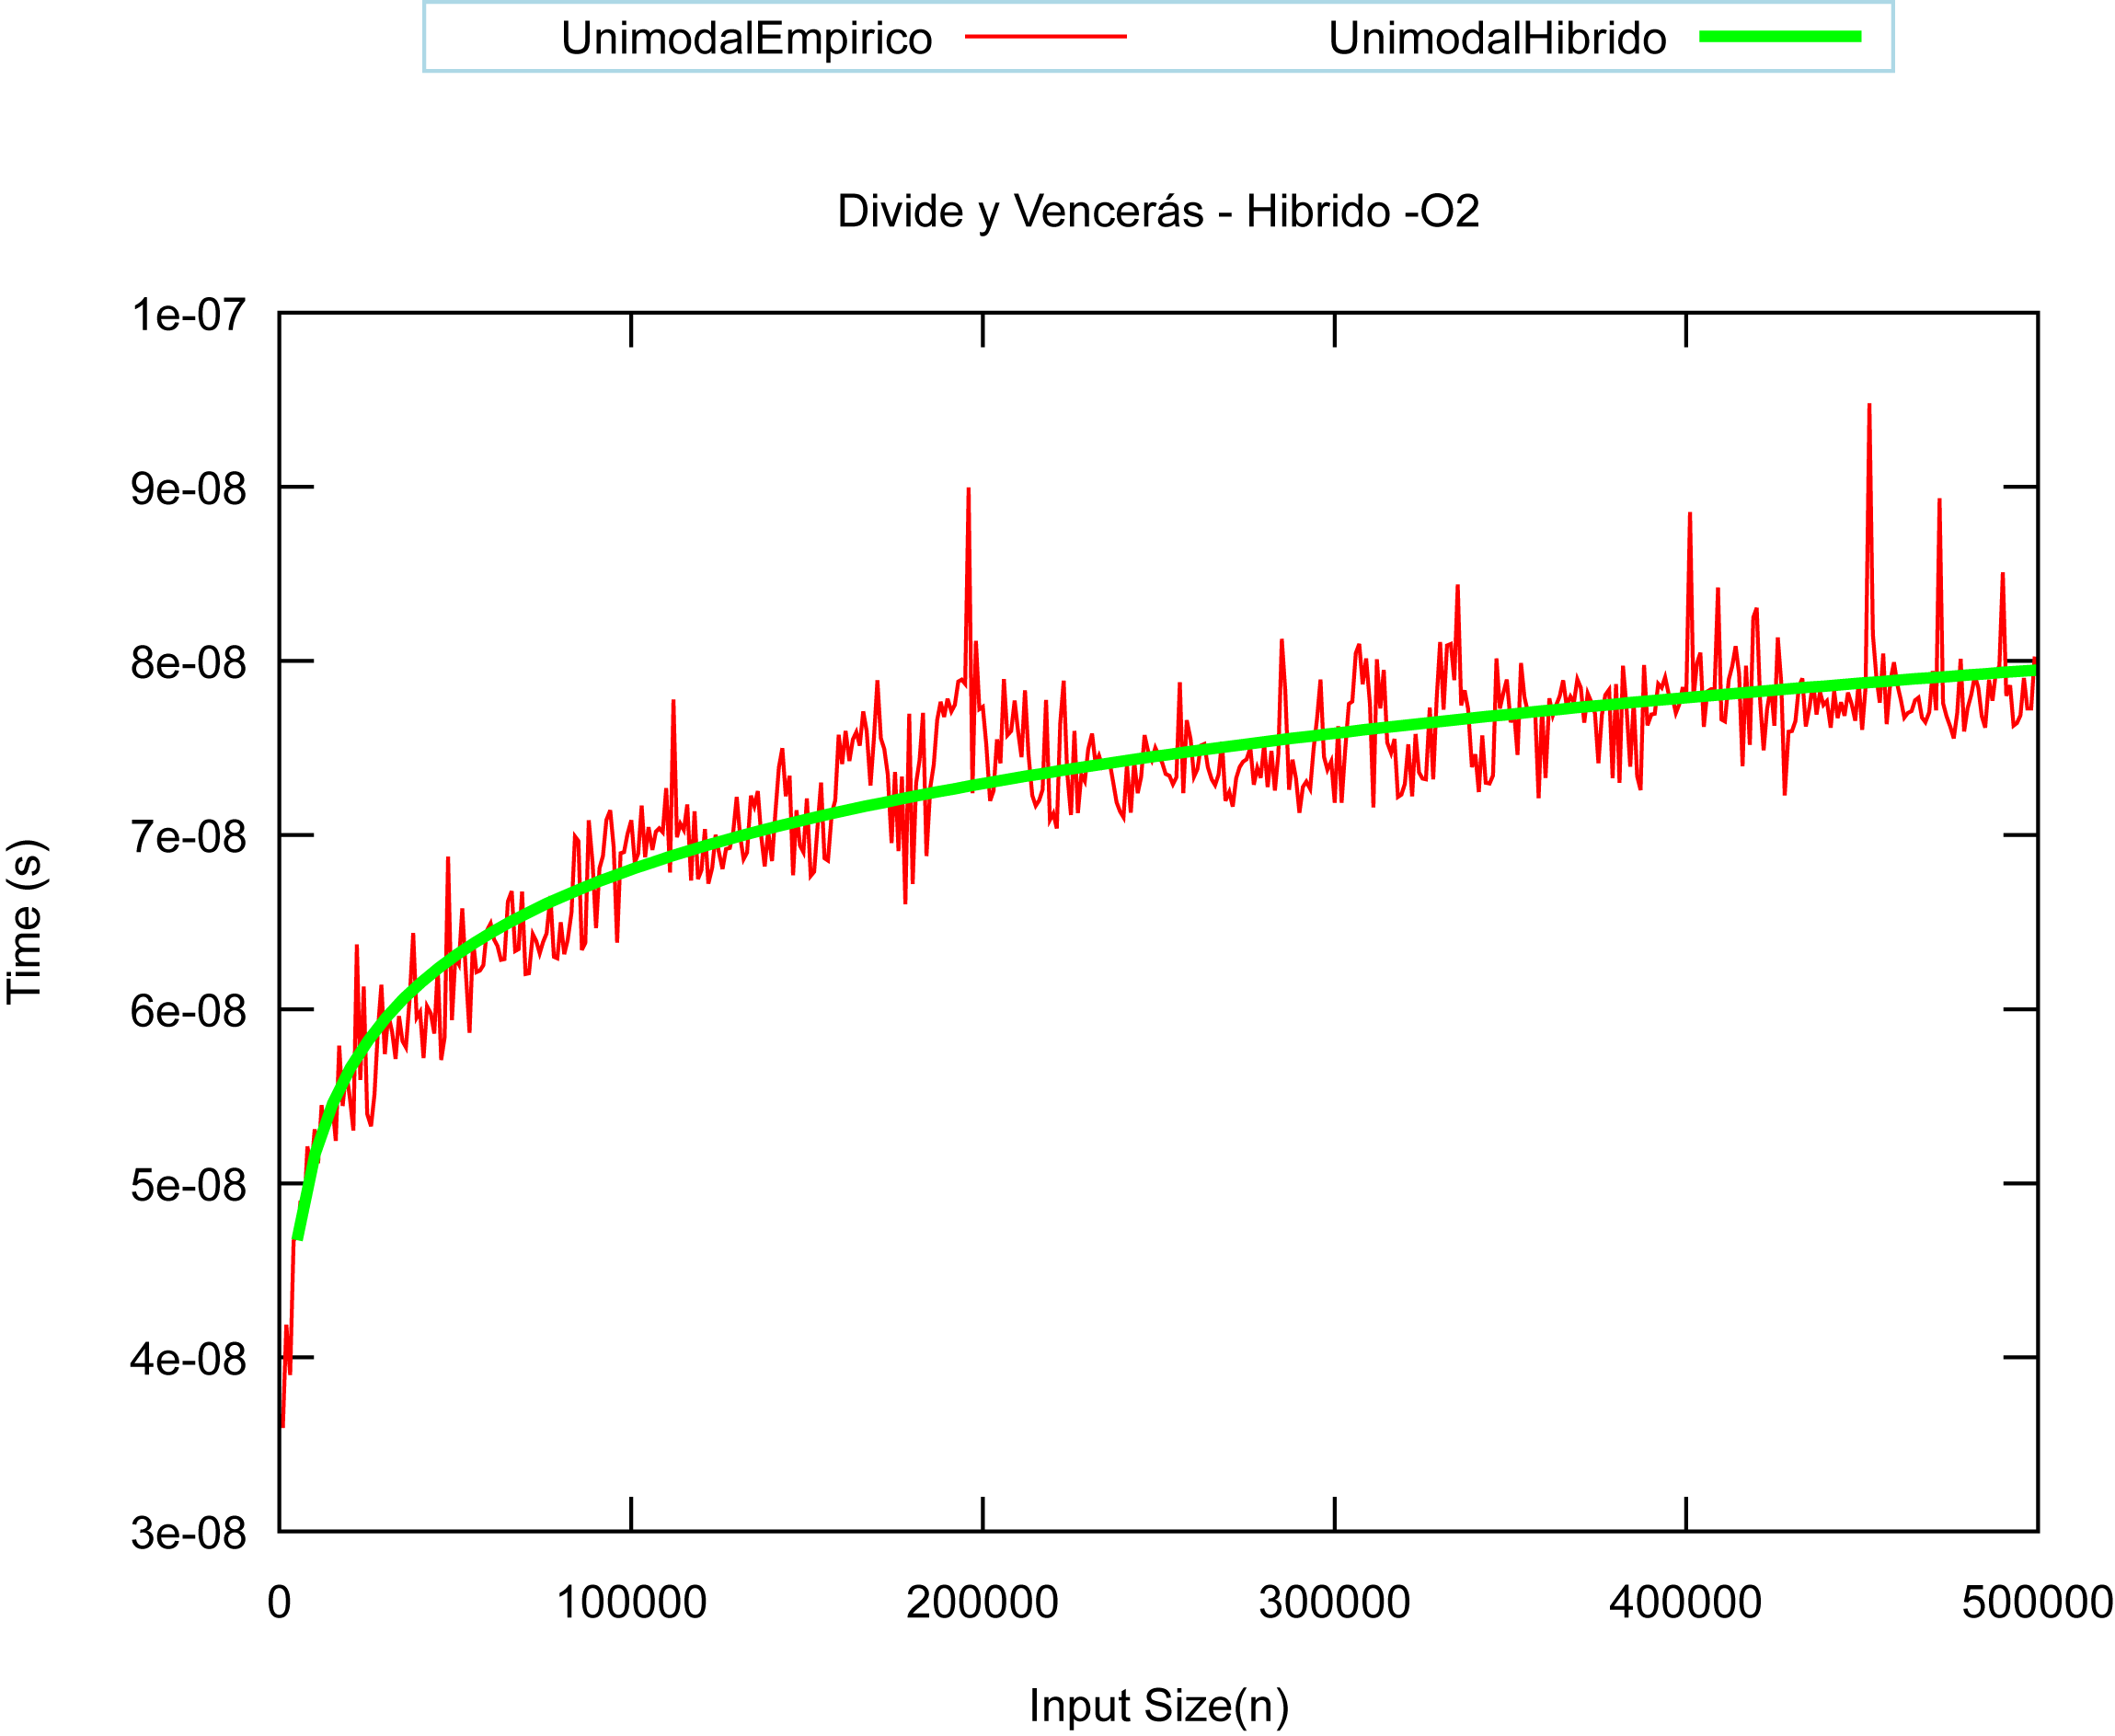 UnimodalEmpirico UnimodalHibrido
Divide y Vencerás - Hibrido -O2
1e-07
9e-08
8e-08
7e-08
6e-08
5e-08
4e-08
3e-08
Time (s)
0 100000 200000 300000 400000 500000
Input Size(n)